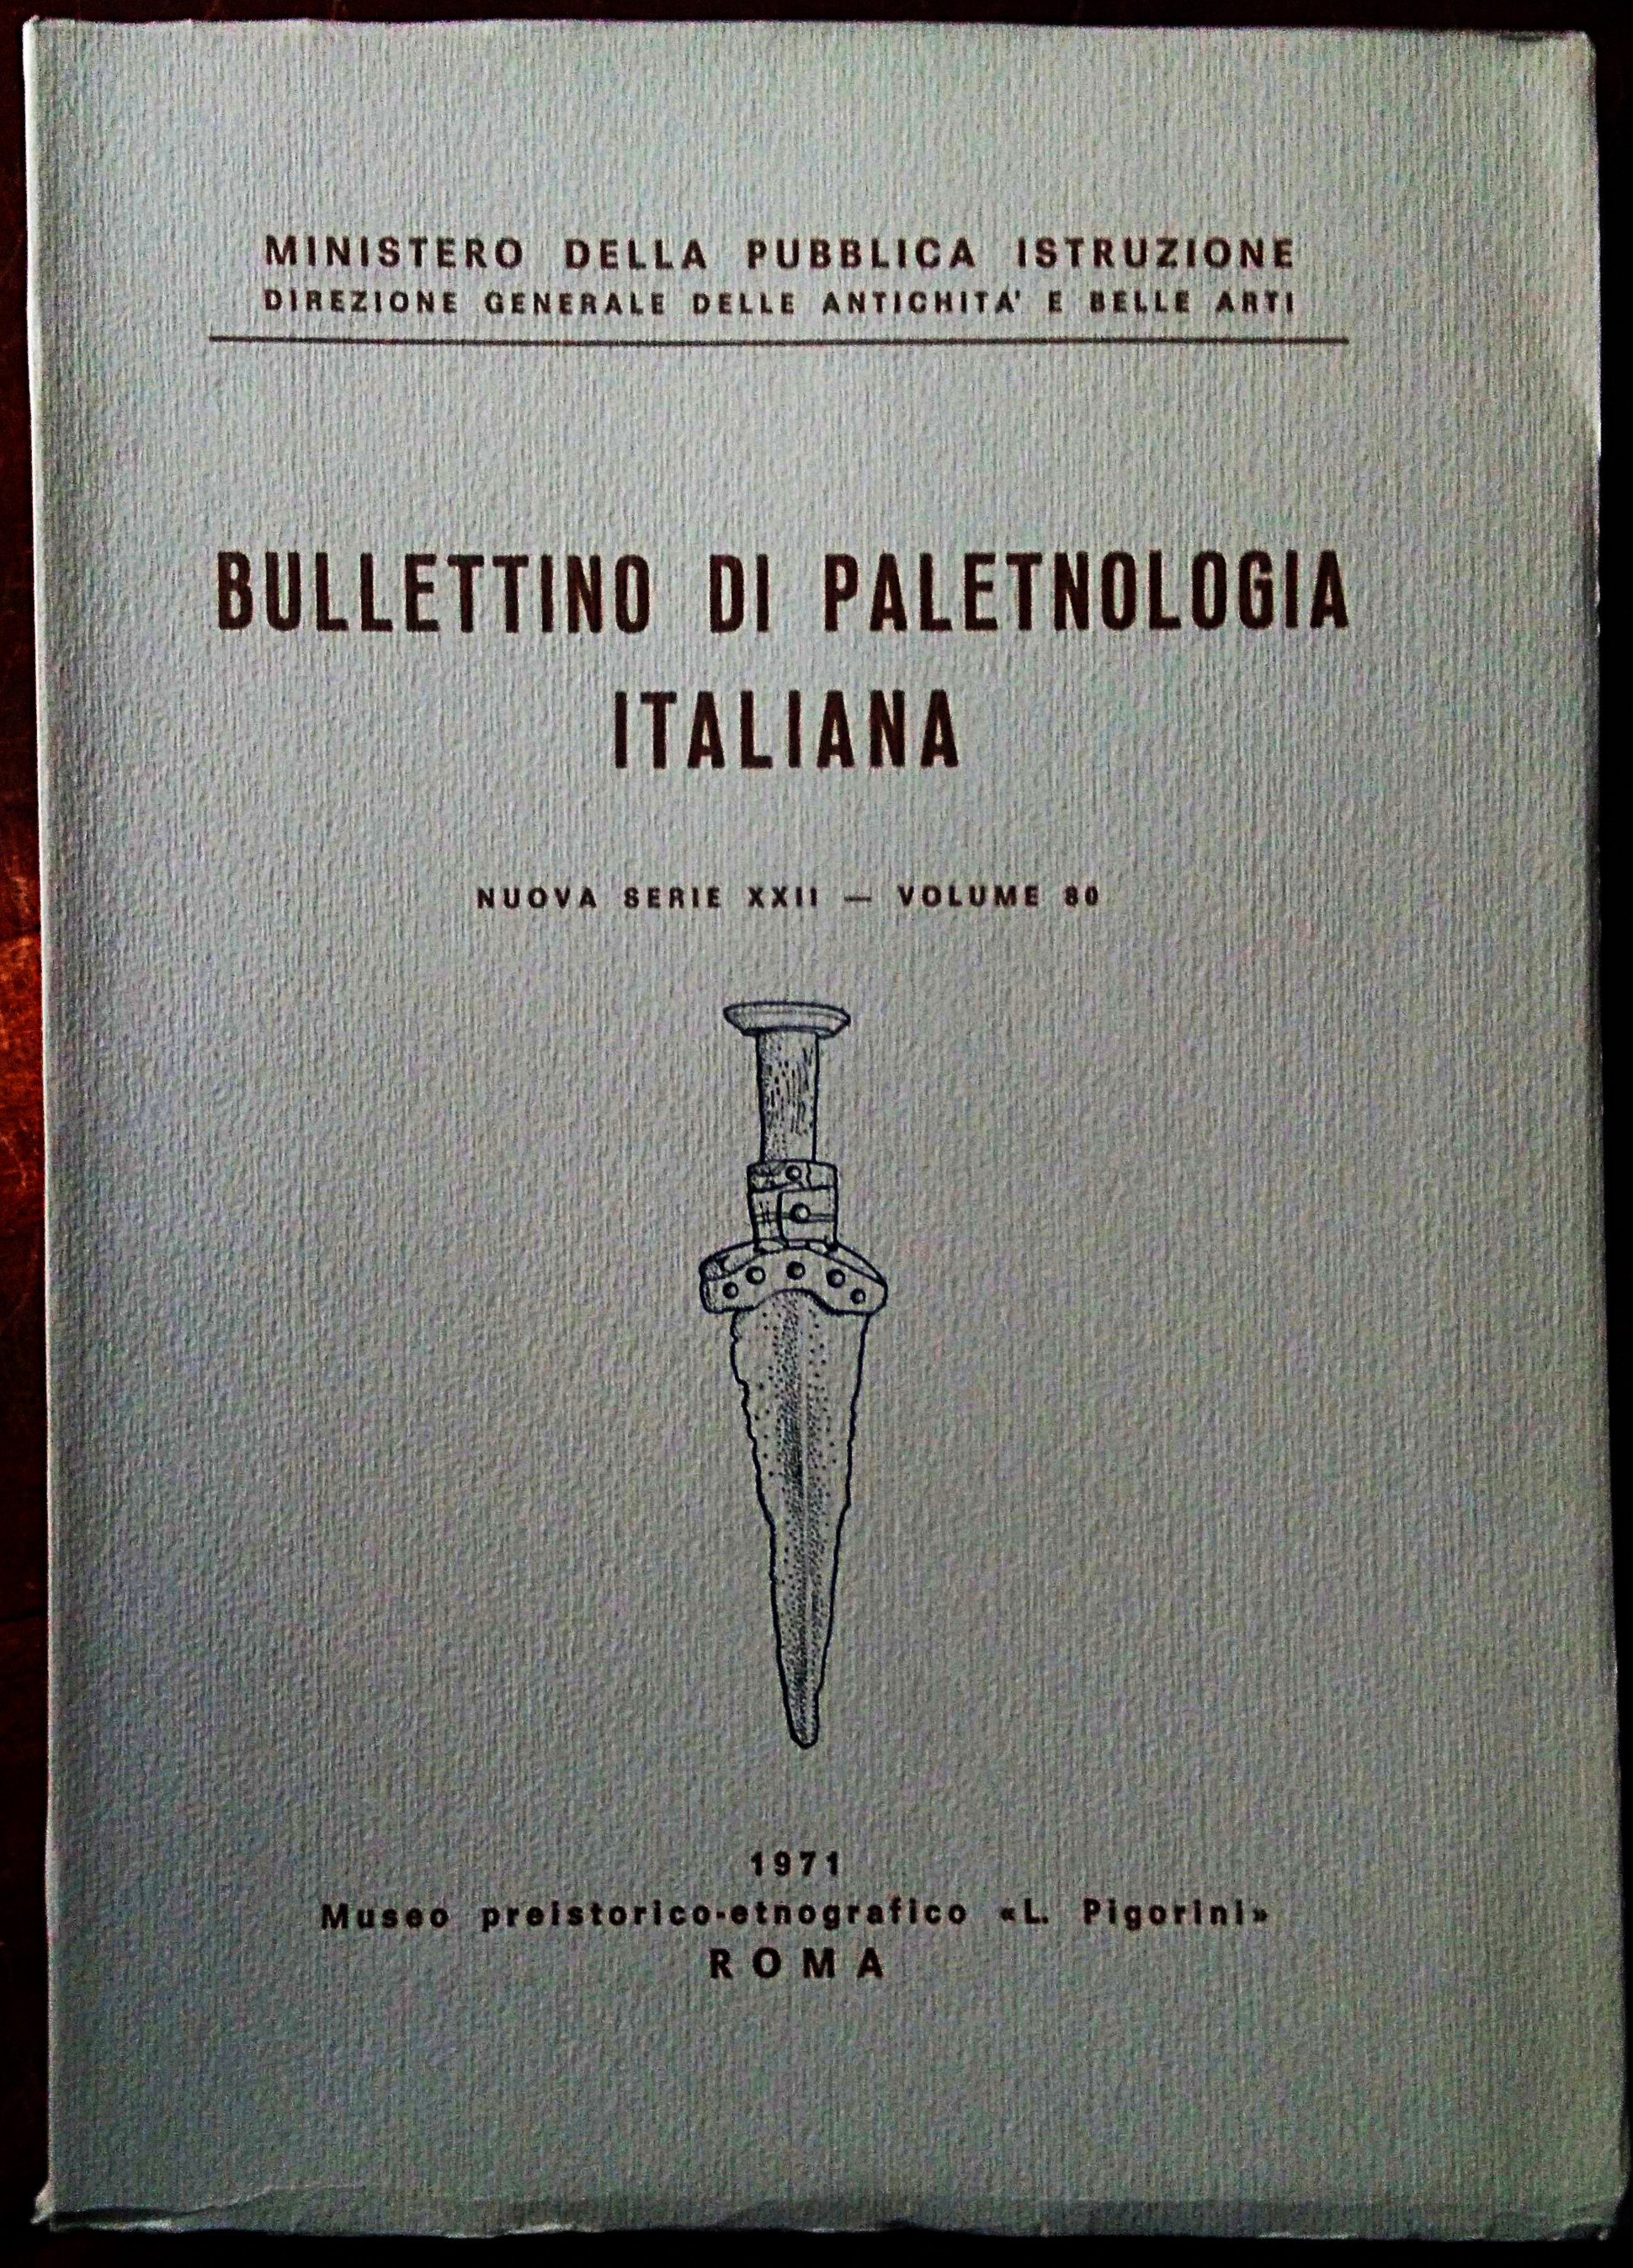 MINISTERO DELLA PUBBLICA ISTRUZIONE
DIREZIONE GENERALE DELLE ANTICHITA' E BELLE ARTI
BULLETTINO DI PALETNOLOGIA
ITALIANA
NUOVA SERIE XXII — VOLUME 80
1971
Museo preistorico-etnografico «L. Pigorini»
ROMA